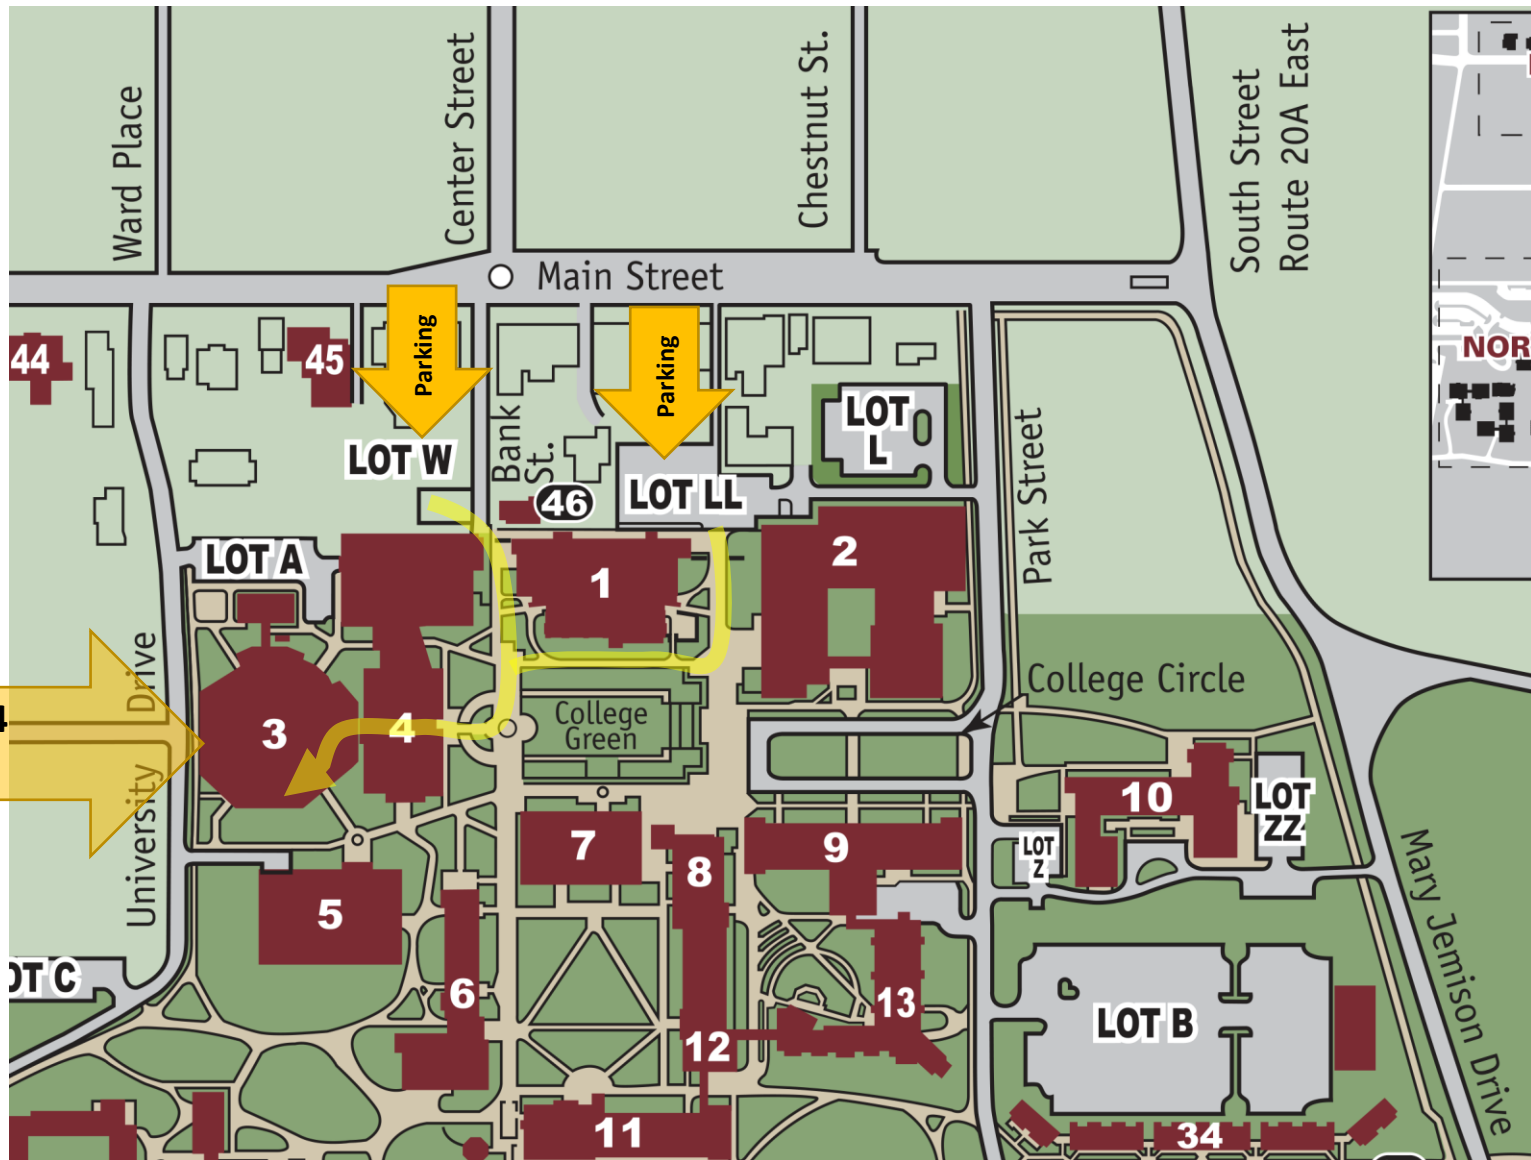 Ward Place
Center Street
Chestnut St.
South Street
Route 20A East
Main Street
Parking
Parking
44
45
LOT W
Bank
St.
46
LOT LL
LOT
L
Park Street
NOR
LOT A
1
2
University Drive
4
3
4
College
Green
College Circle
7
8
9
10
LOT
Z
LOT
ZZ
5
6
OT C
12
13
LOT B
Mary Jemison Drive
11
34